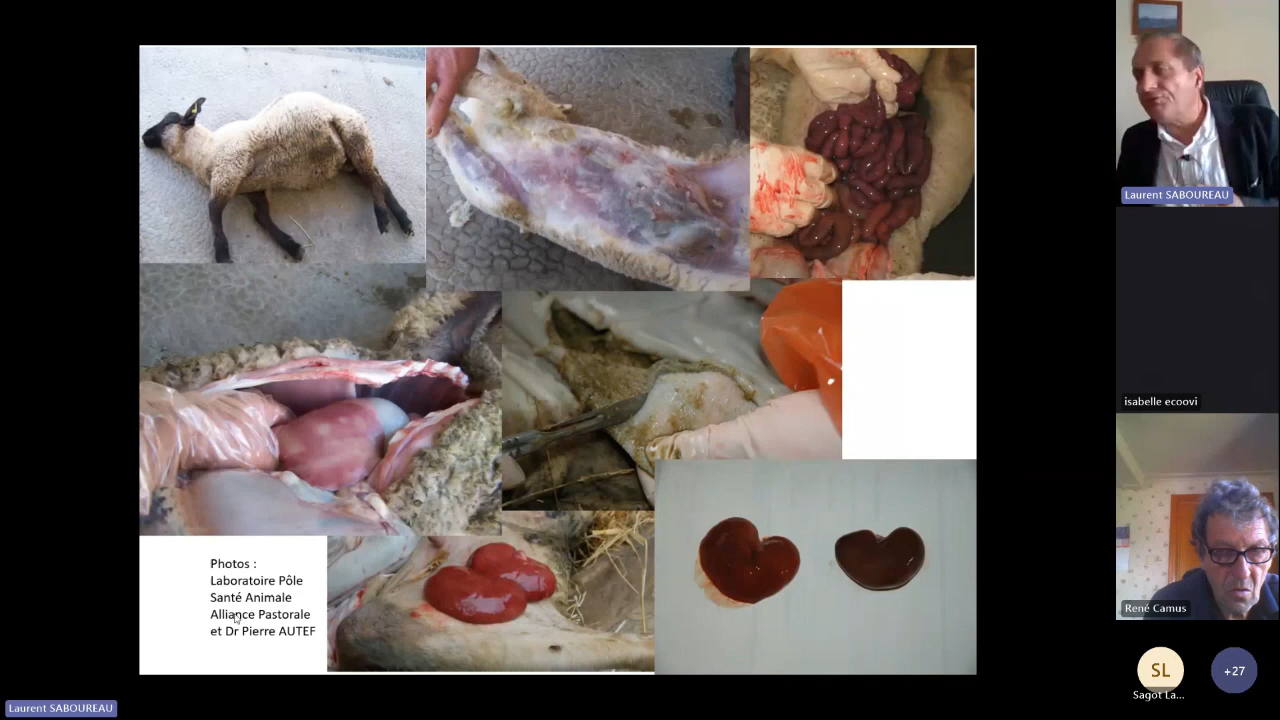 Photos :
Laboratoire Pôle
Santé Animale
Alliance Pastorale
et Dr Pierre AUTEF
Laurent SABOUREAU
isabelle ecoovi
René Camus
SL
Sagot La...
+27
Laurent SABOUREAU